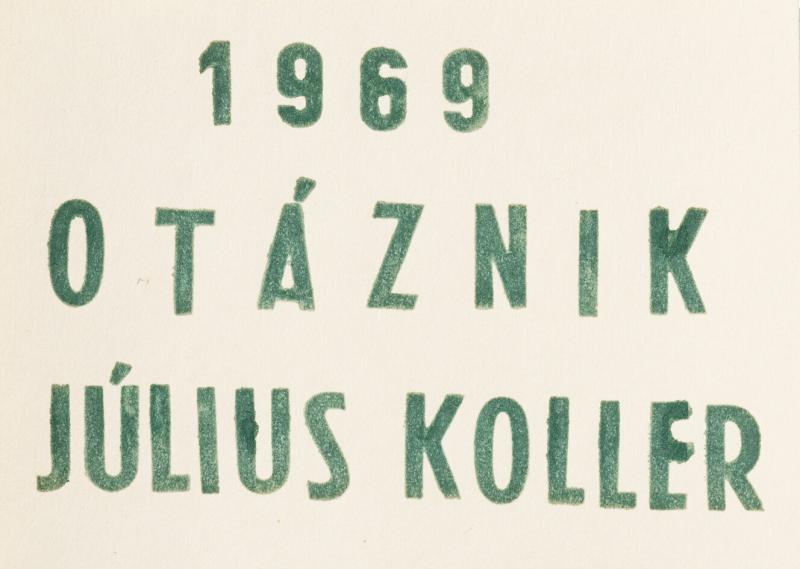 1969
OTÁZNIK
JÚLIUS KOLLER